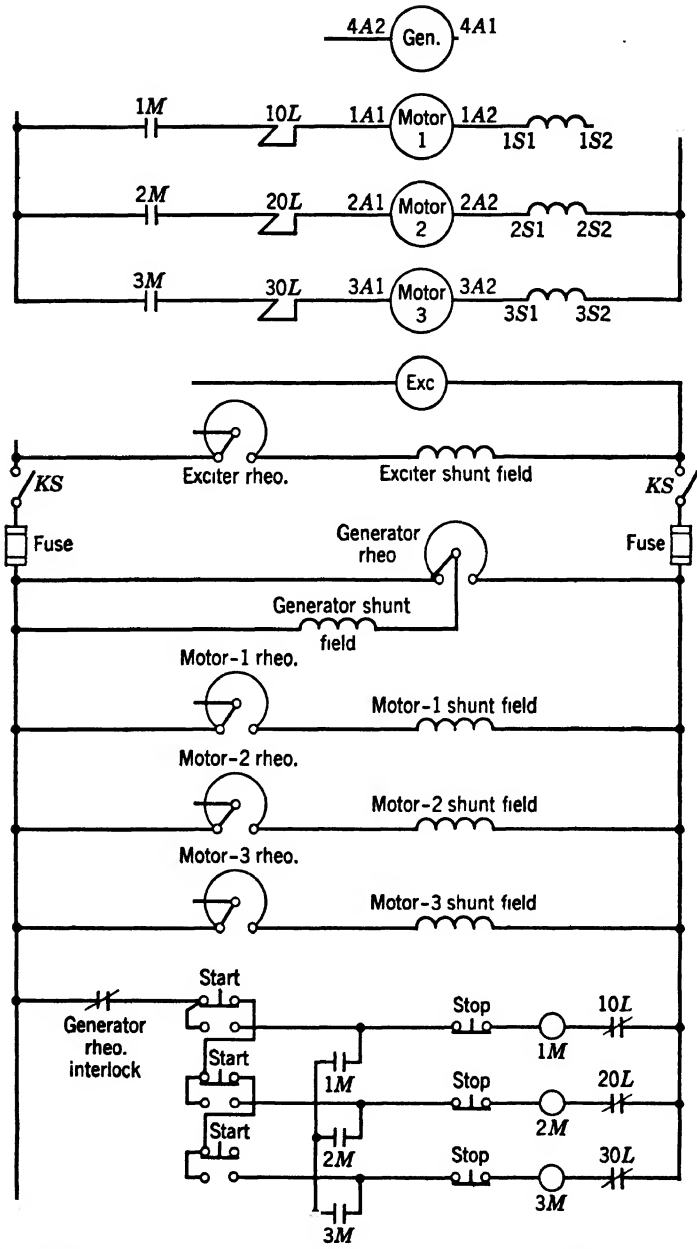 4A2 Gen. 4A1
1M 10L 1A1 Motor 1 1A2 1S1 1S2
2M 20L 2A1 Motor 2 2A2 2S1 2S2
3M 30L 3A1 Motor 3 3A2 3S1 3S2
Exc
Exciter rheo. Exciter shunt field
KS KS
Fuse Fuse
Generator rheo
Generator shunt field
Motor-1 rheo.
Motor-1 shunt field
Motor-2 rheo.
Motor-2 shunt field
Motor-3 rheo.
Motor-3 shunt field
Generator rheo. interlock
Start Stop 10L
1M 1M
Start Stop 20L
2M 2M
Start Stop 30L
3M 3M